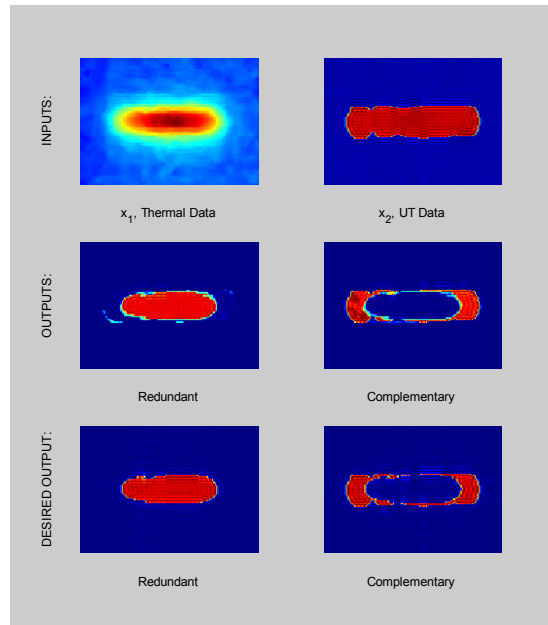 INPUTS:
x1, Thermal Data
x2, UT Data
OUTPUTS:
Redundant
Complementary
DESIRED OUTPUT:
Redundant
Complementary